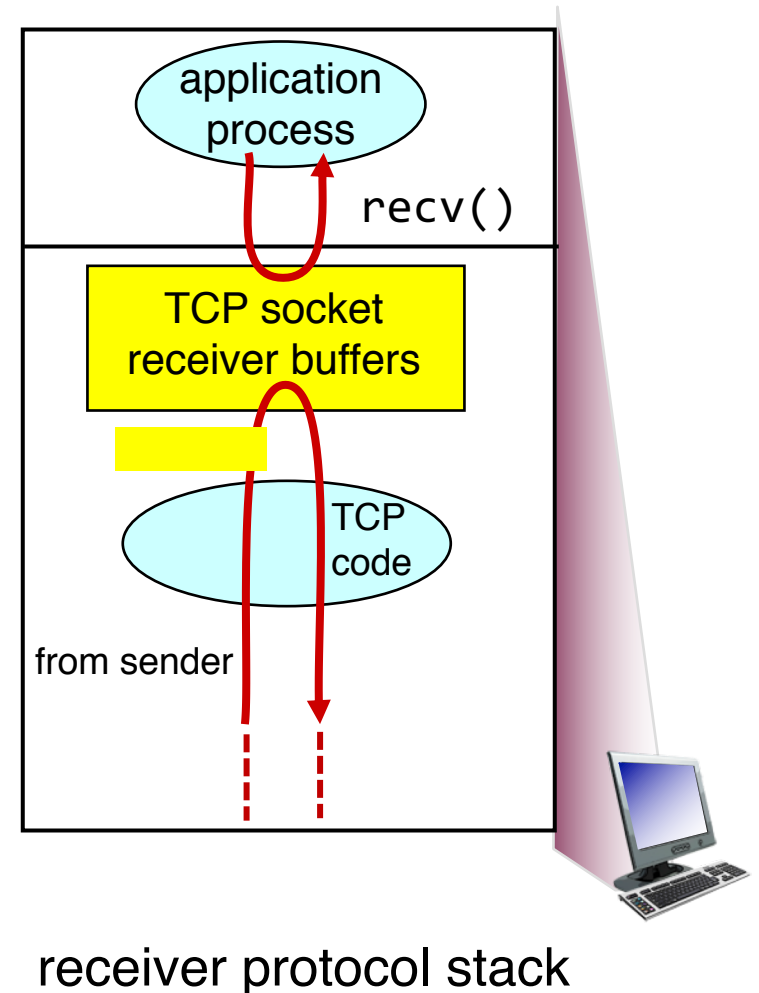 application
process
recv()
TCP socket
receiver buffers
TCP
code
from sender
receiver protocol stack